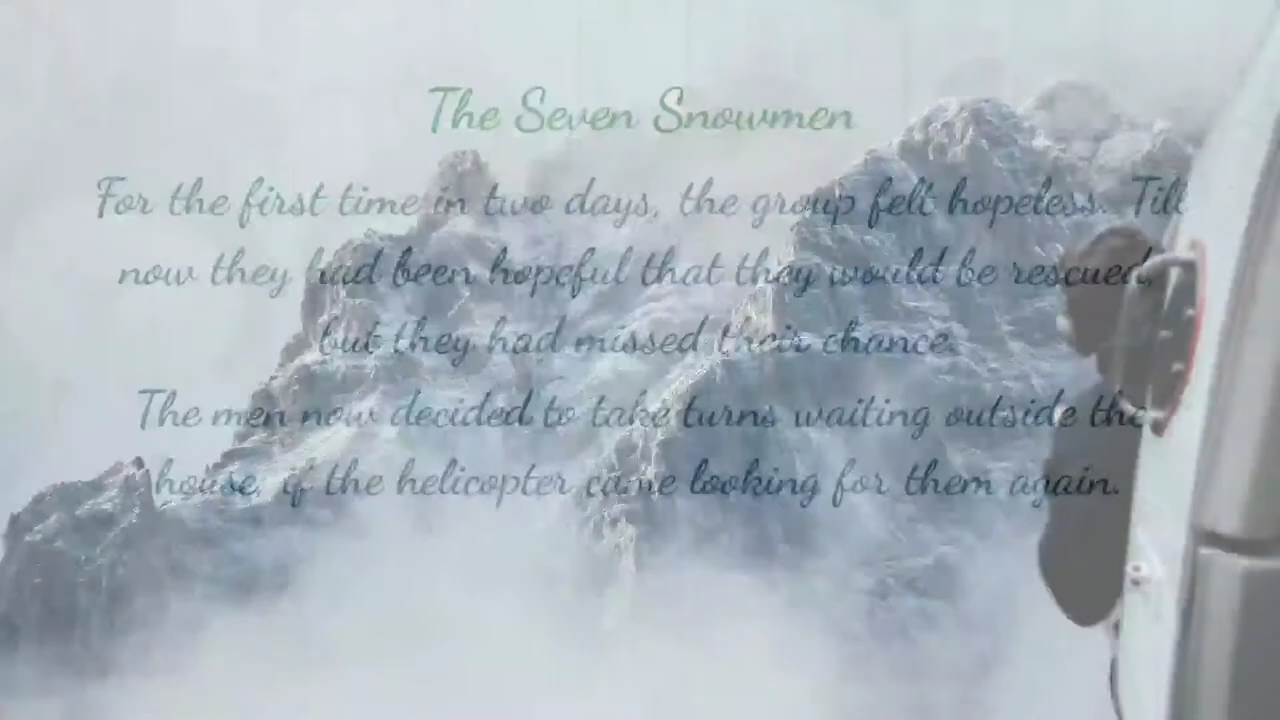 The Seven Snowmen
For the first time in two days, the group felt hopeless. Till
now they had been hopeful that they would be rescued,
but they had missed their chance.
The men now decided to take turns waiting outside the
house, if the helicopter came looking for them again.